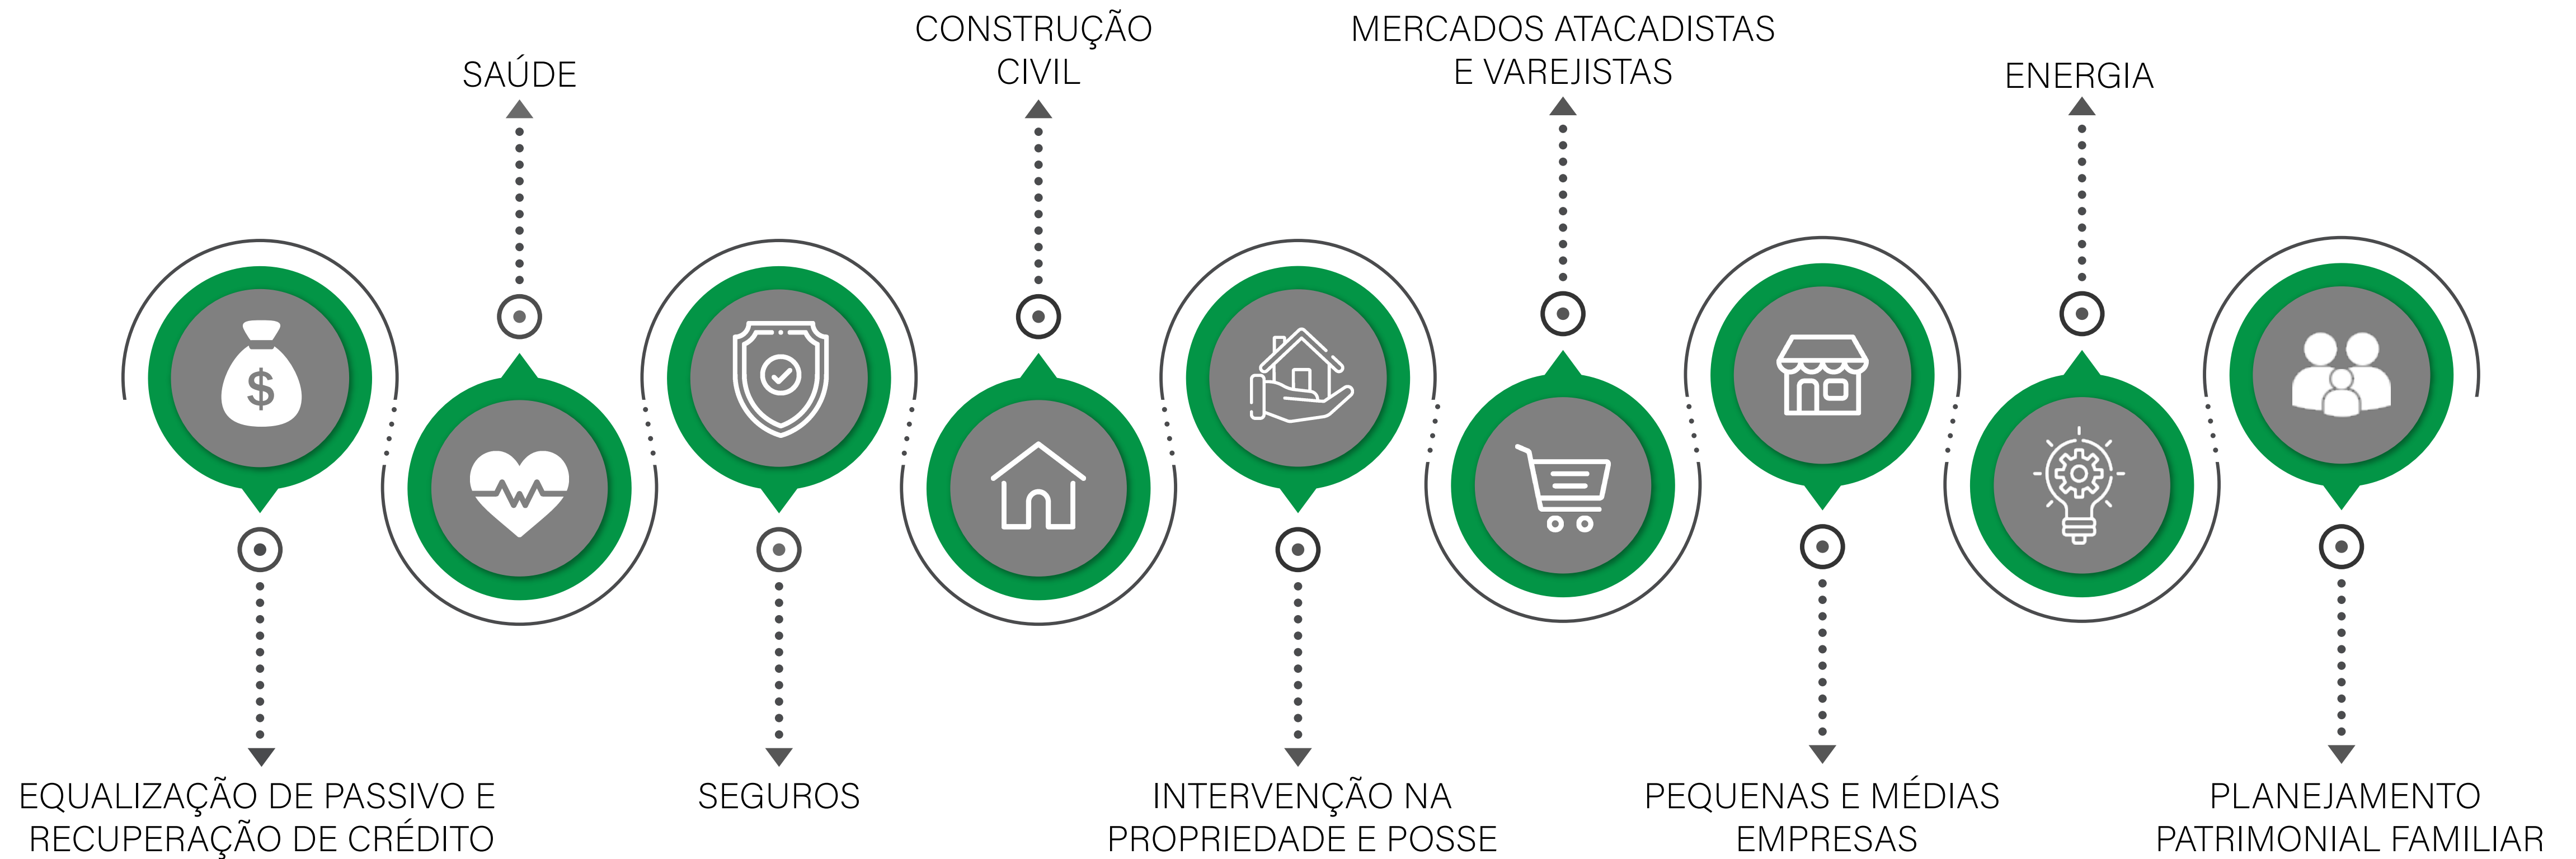 SAÚDE
CONSTRUÇÃO
CIVIL
MERCADOS ATACADISTAS
E VAREJISTAS
ENERGIA
$
EQUALIZAÇÃO DE PASSIVO E
RECUPERAÇÃO DE CRÉDITO
SEGUROS
INTERVENÇÃO NA
PROPRIEDADE E POSSE
PEQUENAS E MÉDIAS
EMPRESAS
PLANEJAMENTO
PATRIMONIAL FAMILIAR